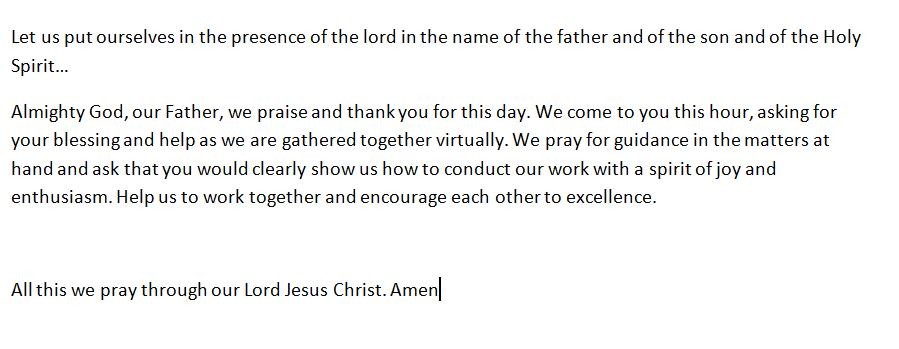 Let us put ourselves in the presence of the lord in the name of the father and of the son and of the Holy
Spirit...
Almighty God, our Father, we praise and thank you for this day. We come to you this hour, asking for
your blessing and help as we are gathered together virtually. We pray for guidance in the matters at
hand and ask that you would clearly show us how to conduct our work with a spirit of joy and
enthusiasm. Help us to work together and encourage each other to excellence.
All this we pray through our Lord Jesus Christ. Amen